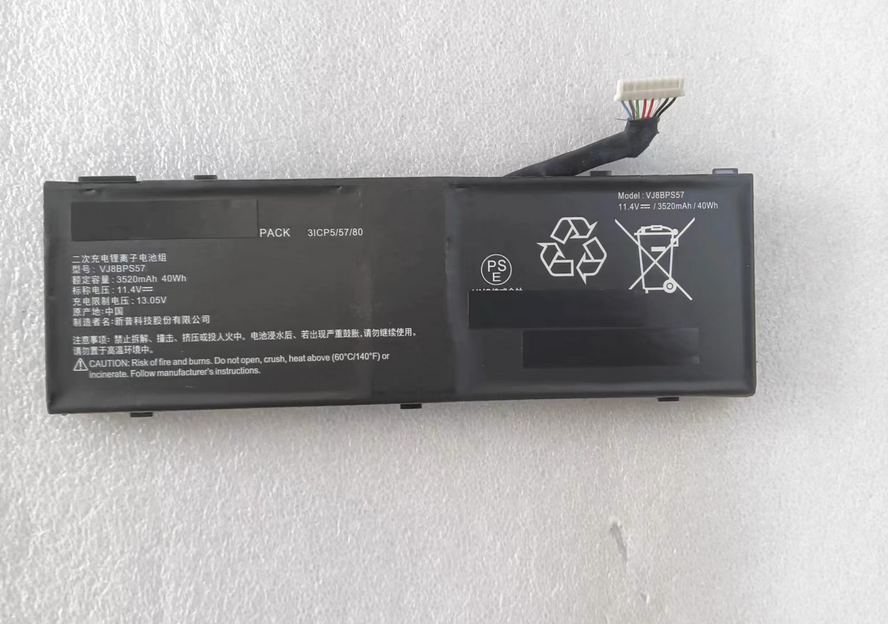 PACK 3ICP5/57/80
二次充电锂离子电池组
型号: VJ8BPS57
额定容量: 3520mAh 40Wh
标称电压: 11.4V⎓
充电限制电压: 13.05V
原产地: 中国
制造者名: 新普科技股份有限公司
注意事项: 禁止拆解、撞击、挤压或投入火中。电池浸水后、若出现严重鼓胀,请勿继续使用。
请勿置于高温环境中。
CAUTION: Risk of fire and burns. Do not open, crush, heat above (60°C/140°F) or
incinerate. Follow manufacturer's instructions.
Model : VJ8BPS57
11.4V⎓ / 3520mAh / 40Wh
PS
E